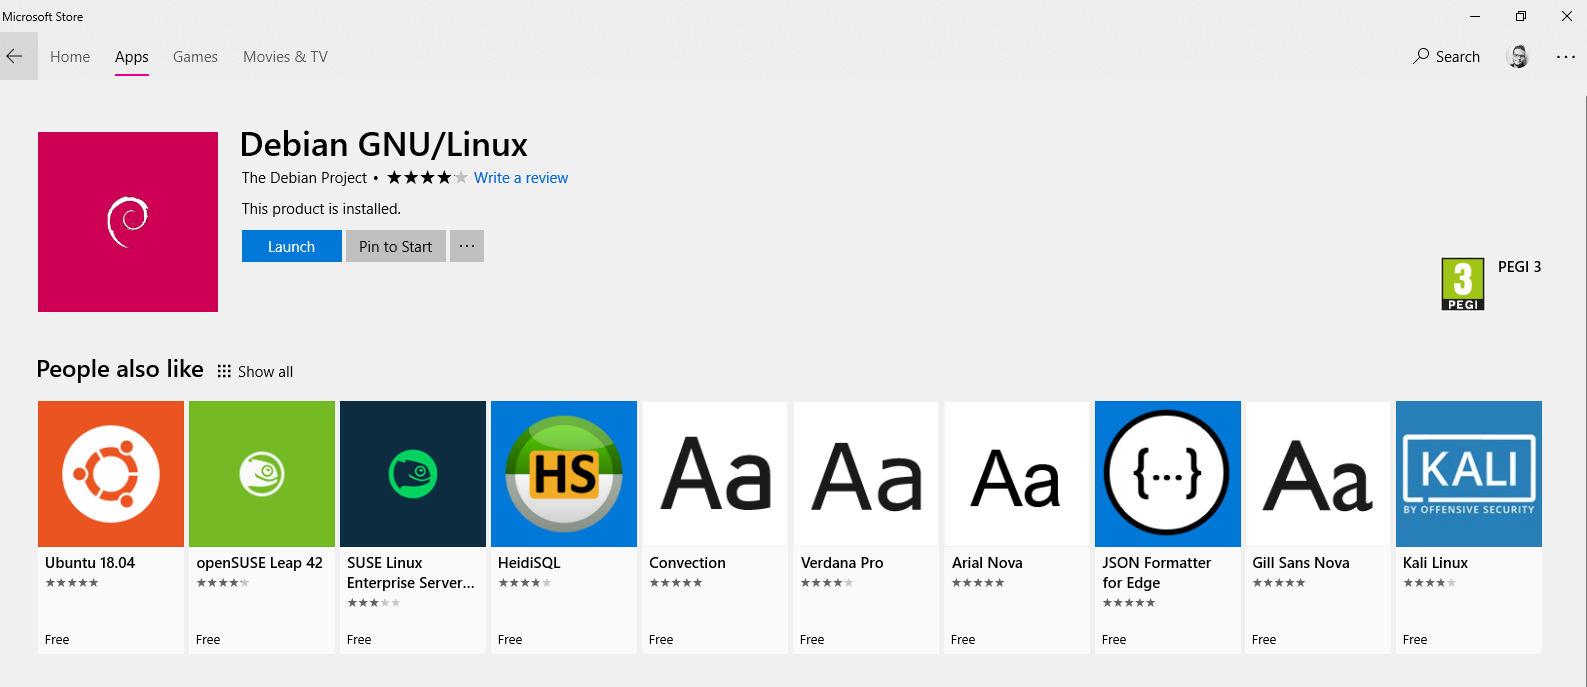 Microsoft Store
Home Apps Games Movies & TV Search
Debian GNU/Linux
The Debian Project • Write a review
This product is installed.
Launch Pin to Start ...
3
PEGI
PEGI 3
People also like Show all
HS
Aa
Aa
Aa
{...}
Aa
KALI
BY OFFENSIVE SECURITY
Ubuntu 18.04
Free
openSUSE Leap 42
Free
SUSE Linux
Enterprise Server...
Free
HeidiSQL
Free
Convection
Free
Verdana Pro
Free
Arial Nova
Free
JSON Formatter
for Edge
Free
Gill Sans Nova
Free
Kali Linux
Free